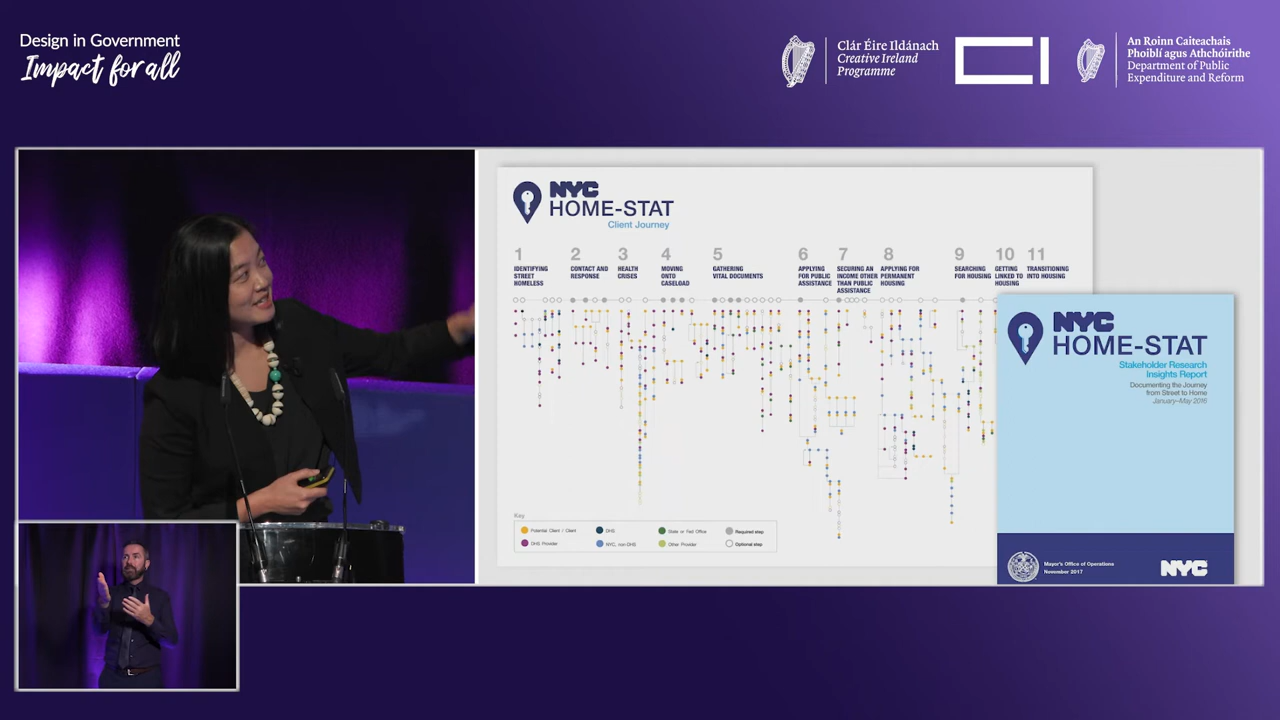 Design in Government
Impact for all
Clár Éire Ildánach
Creative Ireland
Programme
CI
An Roinn Caiteachais
Phoiblí agus Athchóirithe
Department of Public
Expenditure and Reform
NYC
HOME-STAT
Client Journey
1
IDENTIFYING
STREET
HOMELESS
2
CONTACT AND
RESPONSE
3
HEALTH
CRISES
4
MOVING
ONTO
CASELOAD
5
GATHERING
VITAL DOCUMENTS
6
APPLYING
FOR PUBLIC
ASSISTANCE
7
SECURING AN
INCOME OTHER
THAN PUBLIC
ASSISTANCE
8
APPLYING FOR
PERMANENT
HOUSING
9
SEARCHING
FOR HOUSING
10
GETTING
LINKED TO
HOUSING
11
TRANSITIONING
INTO HOUSING
Key
Potential Client / Client
DHS
State or Fed Office
Required step
DHS Provider
NYC, non DHS
Other Provider
Optional step
NYC
HOME-STAT
Stakeholder Research
Insights Report
Documenting the Journey
from Street to Home
January–May 2016
Mayor's Office of Operations
November 2017
NYC